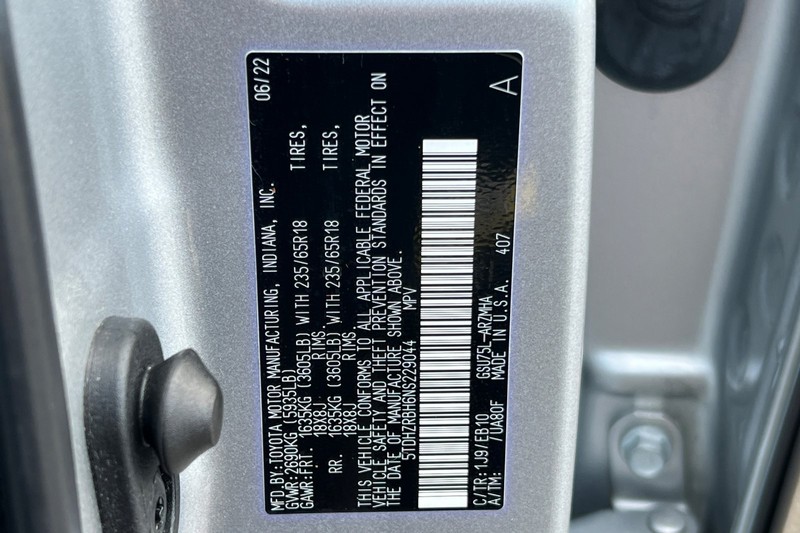 MFD.BY:TOYOTA MOTOR MANUFACTURING, INDIANA, INC. 06/22
GVWR:2690KG (5935LB)
GAWR:FRT. 1635KG (3605LB) WITH 235/65R18 TIRES,
18X8J RIMS.
RR. 1635KG (3605LB) WITH 235/65R18 TIRES,
18X8J RIMS.
THIS VEHICLE CONFORMS TO ALL APPLICABLE FEDERAL MOTOR
VEHICLE SAFETY AND THEFT PREVENTION STANDARDS IN EFFECT ON
THE DATE OF MANUFACTURE SHOWN ABOVE.
5TDHZRBH6NS229044 MPV
C/TR:1J9/EB10 GSU75L-ARZMHA
A/TM: /UA80F MADE IN U.S.A. 407
A